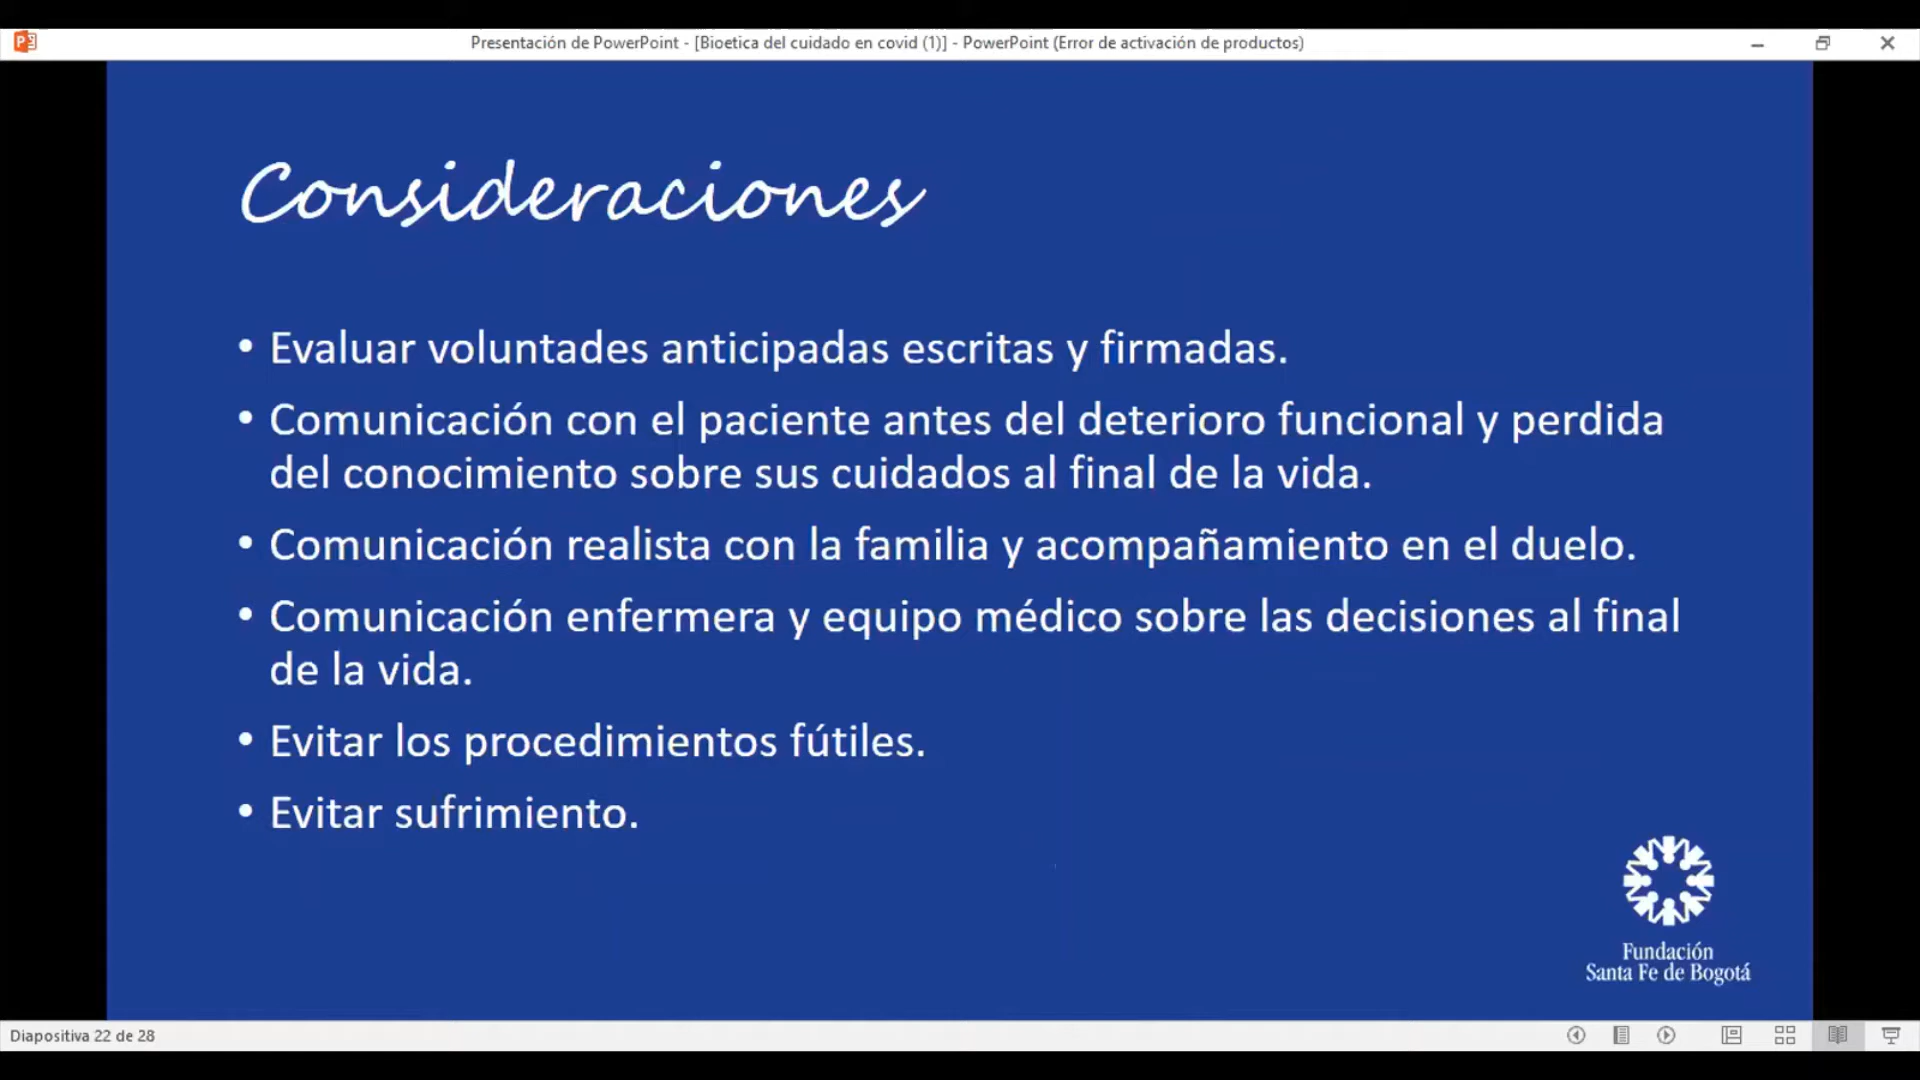 Presentación de PowerPoint - [Bioetica del cuidado en covid (1)] - PowerPoint (Error de activación de productos)
Consideraciones
• Evaluar voluntades anticipadas escritas y firmadas.
• Comunicación con el paciente antes del deterioro funcional y perdida
del conocimiento sobre sus cuidados al final de la vida.
• Comunicación realista con la familia y acompañamiento en el duelo.
• Comunicación enfermera y equipo médico sobre las decisiones al final
de la vida.
• Evitar los procedimientos fútiles.
• Evitar sufrimiento.
Fundación
Santa Fe de Bogotá
Diapositiva 22 de 28